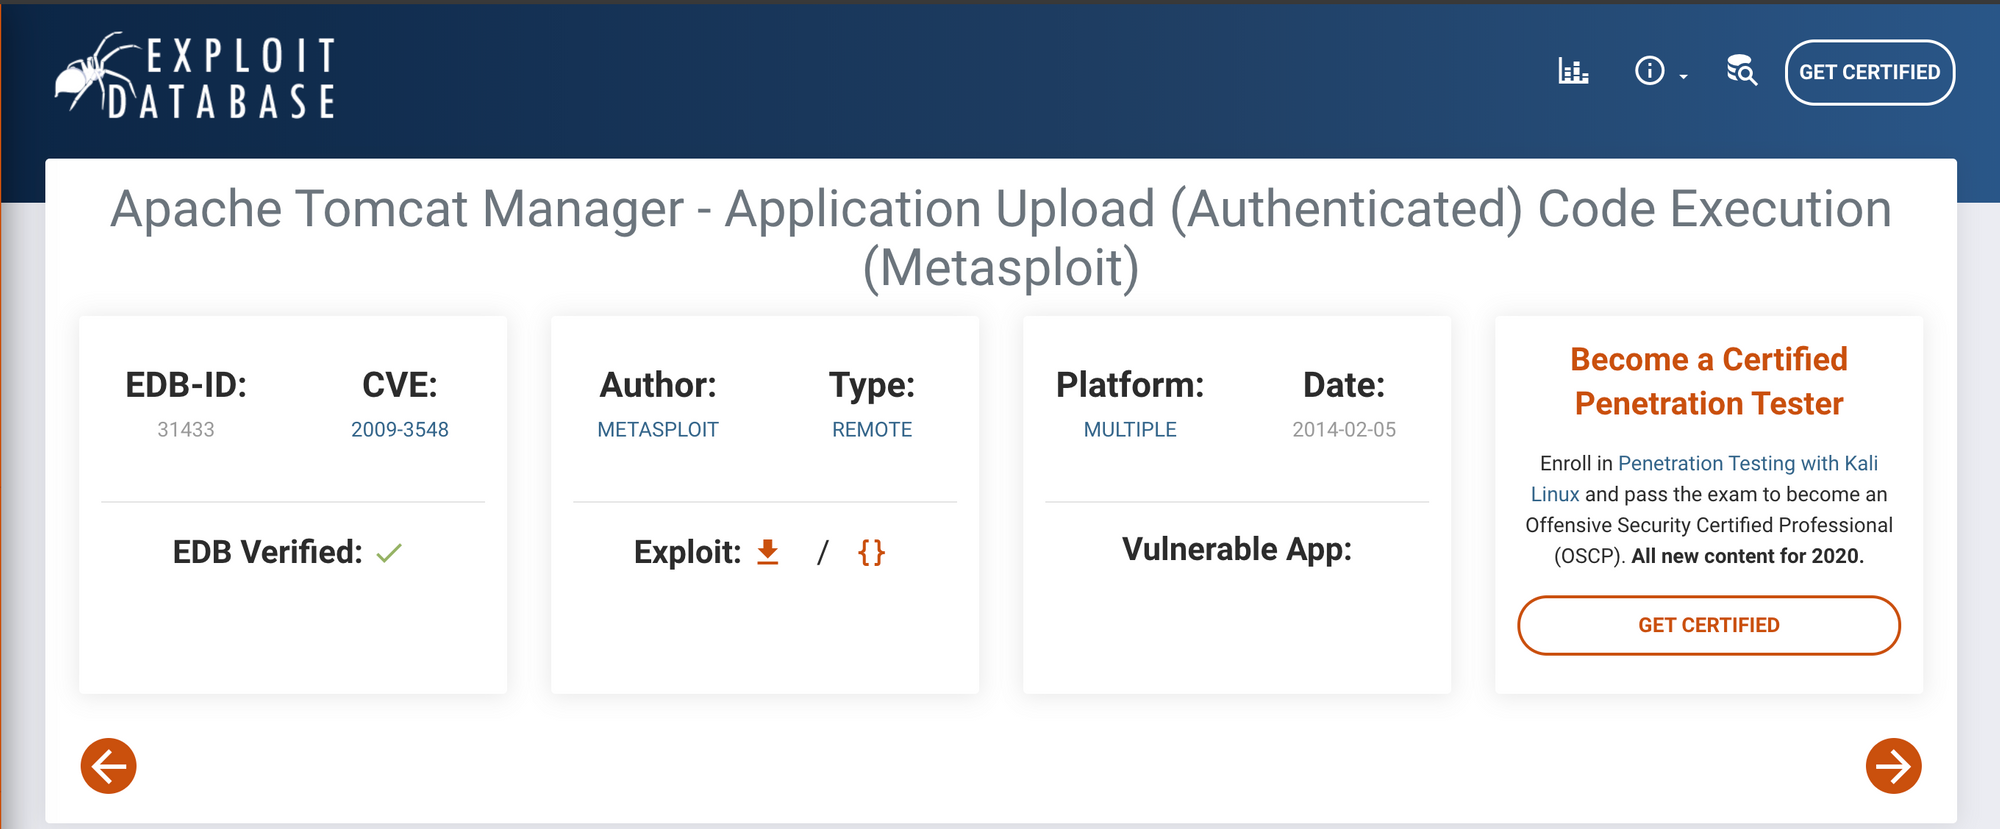 EXPLOIT
DATABASE
GET CERTIFIED
Apache Tomcat Manager - Application Upload (Authenticated) Code Execution
(Metasploit)
EDB-ID:
31433
CVE:
2009-3548
EDB Verified:
Author:
METASPLOIT
Type:
REMOTE
Exploit: / {}
Platform:
MULTIPLE
Date:
2014-02-05
Vulnerable App:
Become a Certified
Penetration Tester
Enroll in Penetration Testing with Kali
Linux and pass the exam to become an
Offensive Security Certified Professional
(OSCP). All new content for 2020.
GET CERTIFIED